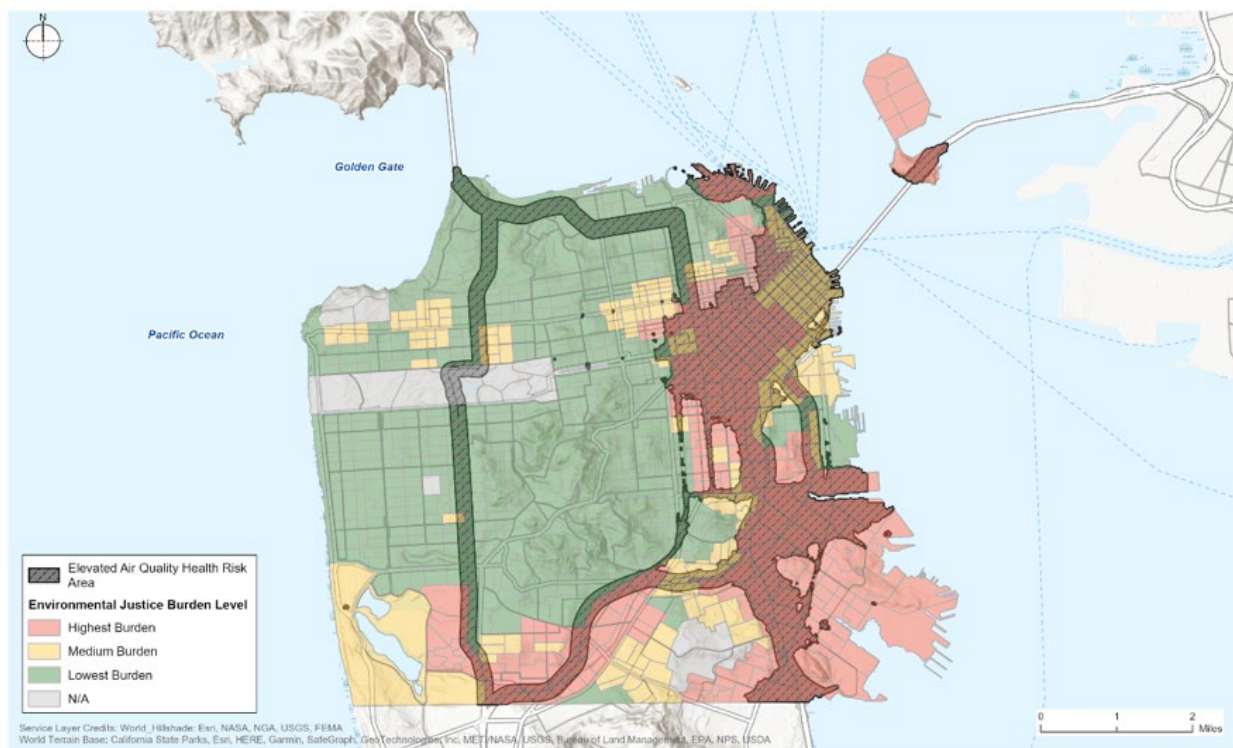 N
Golden Gate
Pacific Ocean
Elevated Air Quality Health Risk
Area
Environmental Justice Burden Level
Highest Burden
Medium Burden
Lowest Burden
N/A
0 1 2
Miles
Service Layer Credits: World_Hillshade: Esri, NASA, NGA, USGS, FEMA
World Terrain Base: California State Parks, Esri, HERE, Garmin, SafeGraph, GeoTechnologies, Inc, METI/NASA, USGS, Bureau of Land Management, EPA, NPS, USDA